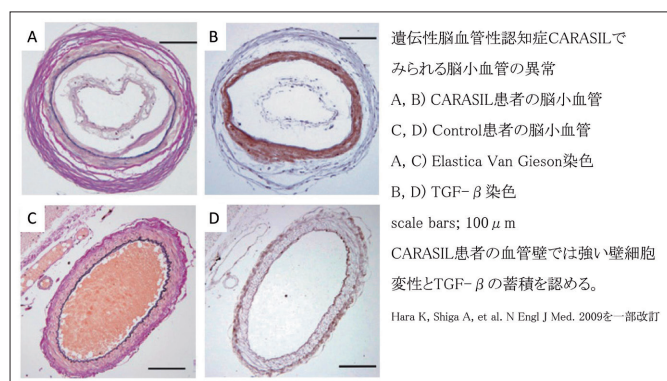 A
B
C
D
遺伝性脳血管性認知症CARASILで
みられる脳小血管の異常
A, B) CARASIL患者の脳小血管
C, D) Control患者の脳小血管
A, C) Elastica Van Gieson染色
B, D) TGF-β染色
scale bars; 100μm
CARASIL患者の血管壁では強い壁細胞
変性とTGF-βの蓄積を認める。
Hara K, Shiga A, et al. N Engl J Med. 2009を一部改訂